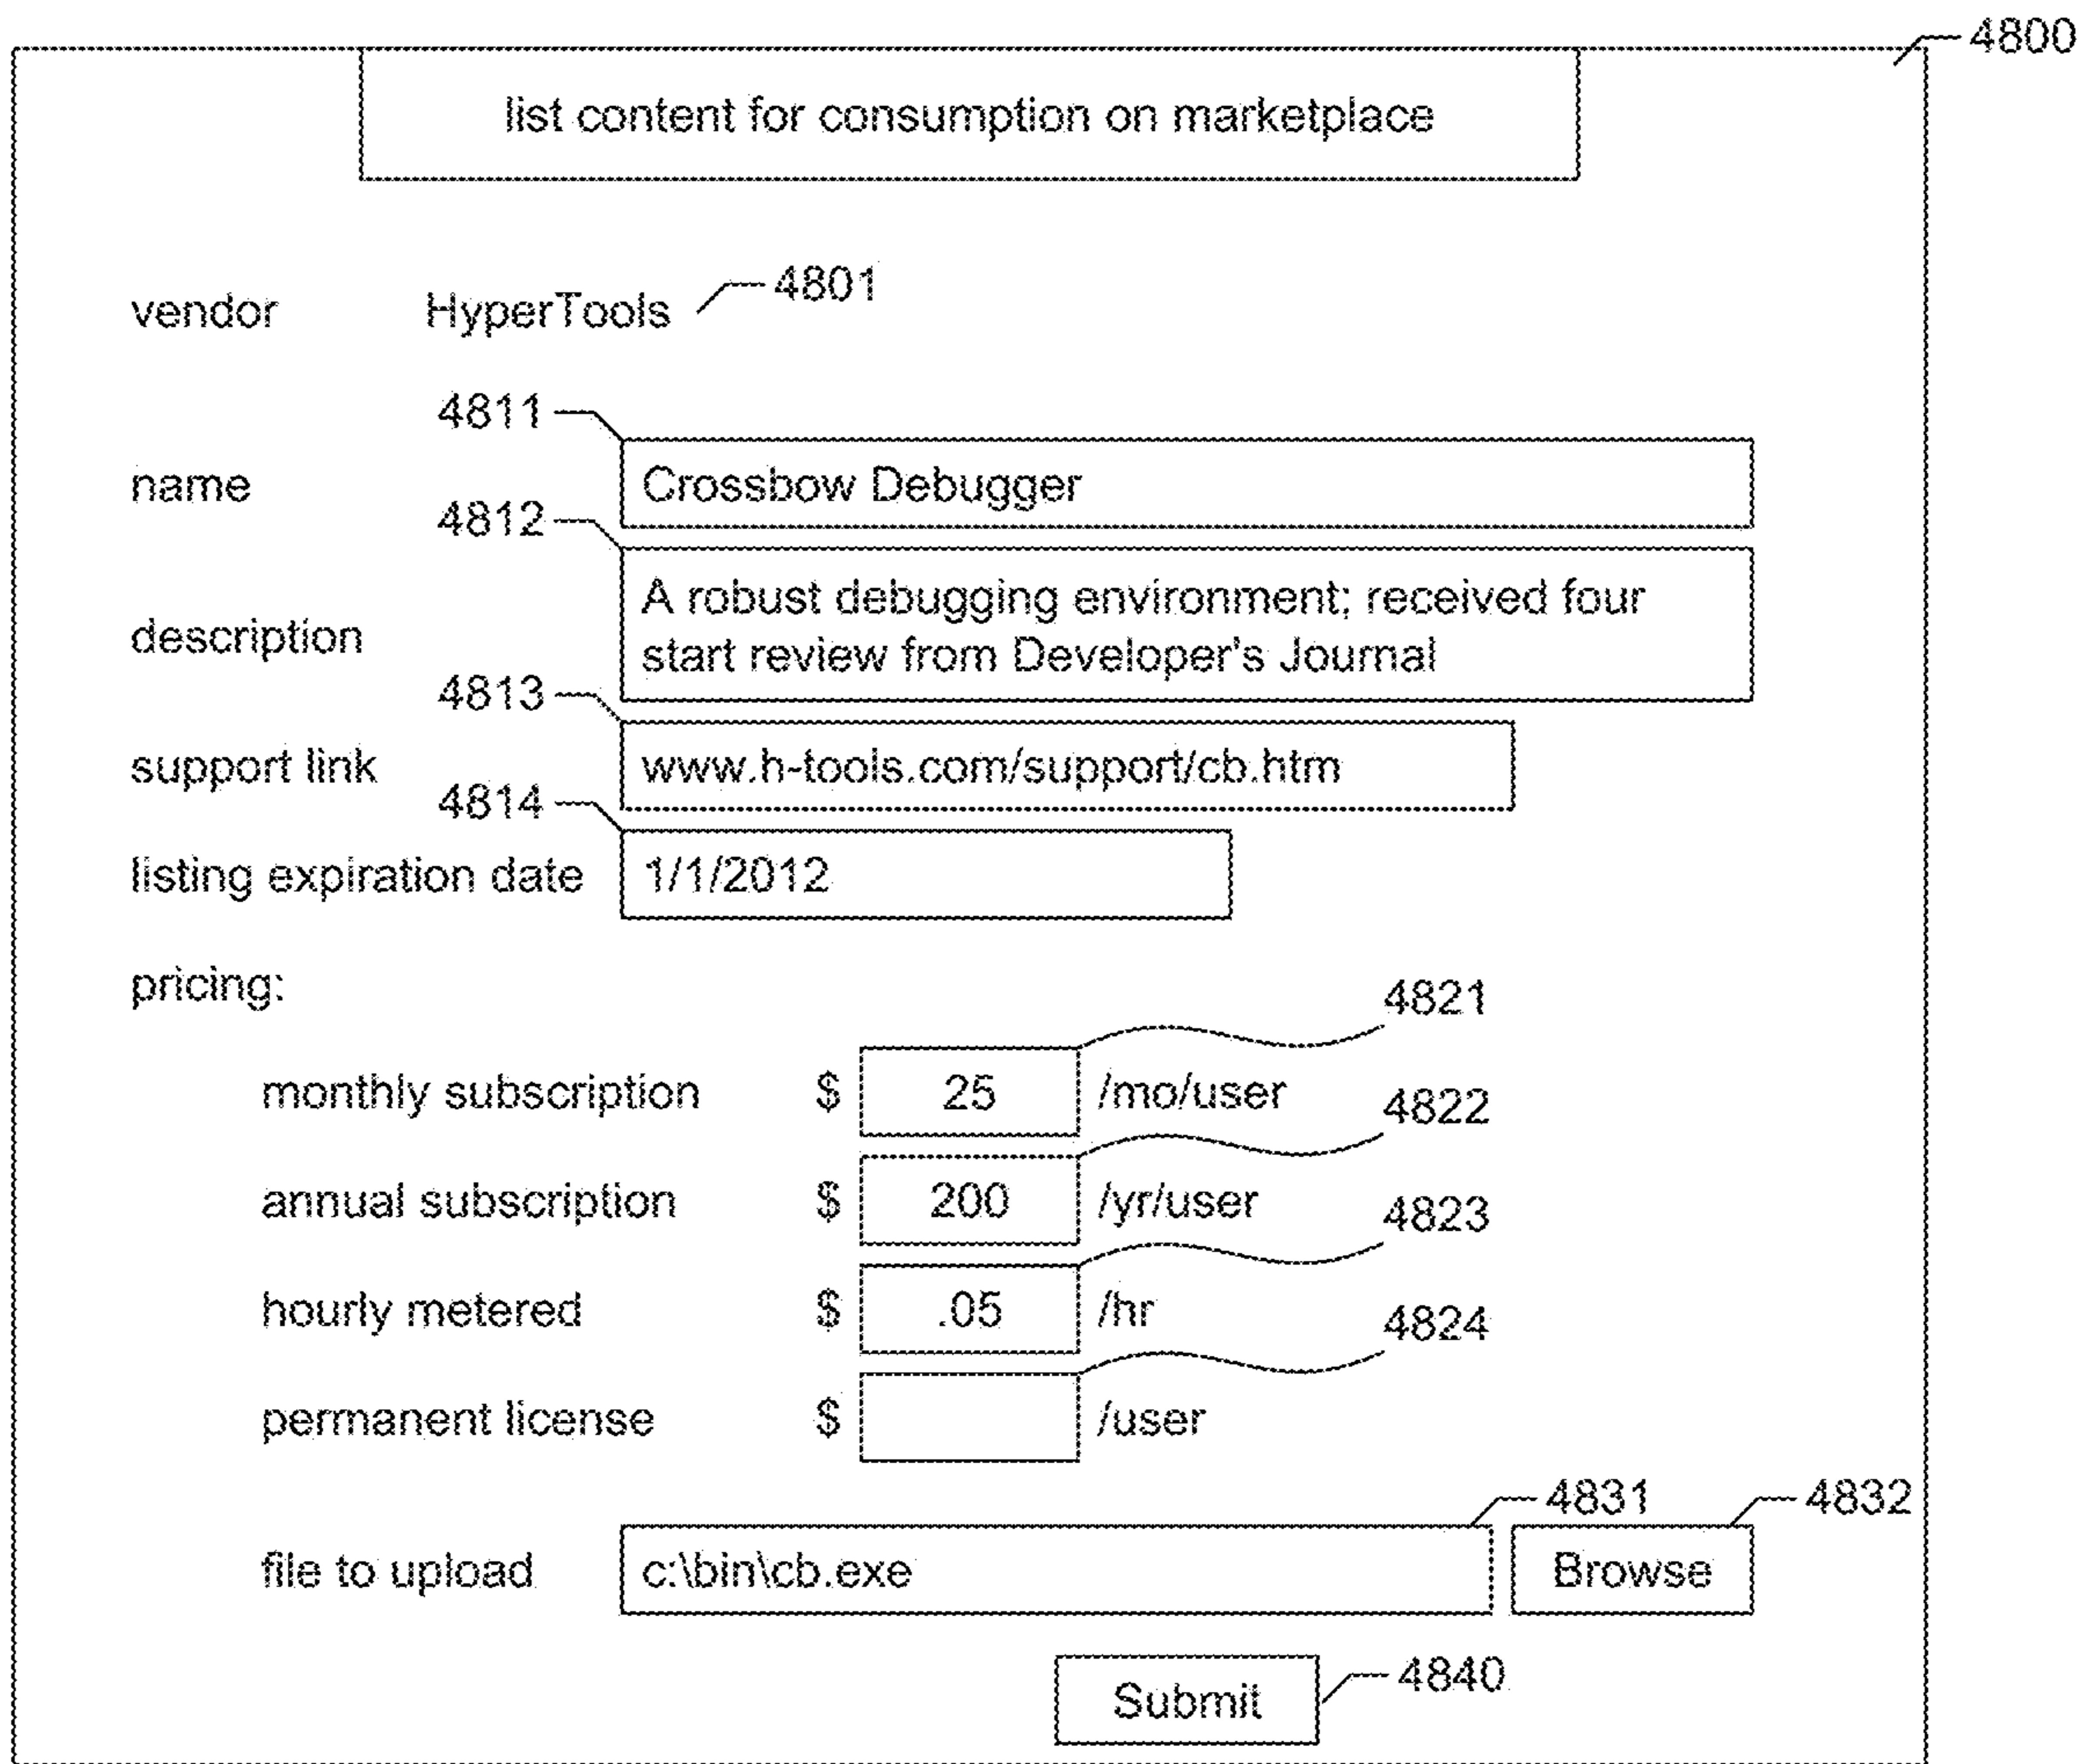 4800
list content for consumption on marketplace
vendor HyperTools 4801
4811
name Crossbow Debugger
4812
A robust debugging environment; received four
description
start review from Developer's Journal
4813
support link www.h-tools.com/support/cb.htm
4814
listing expiration date 1/1/2012
pricing:
4821
monthly subscription $ 25 /mo/user
4822
annual subscription $ 200 /yr/user
4823
hourly metered $ .05 /hr
4824
permanent license $ /user
4831 4832
file to upload c:\bin\cb.exe Browse
Submit 4840